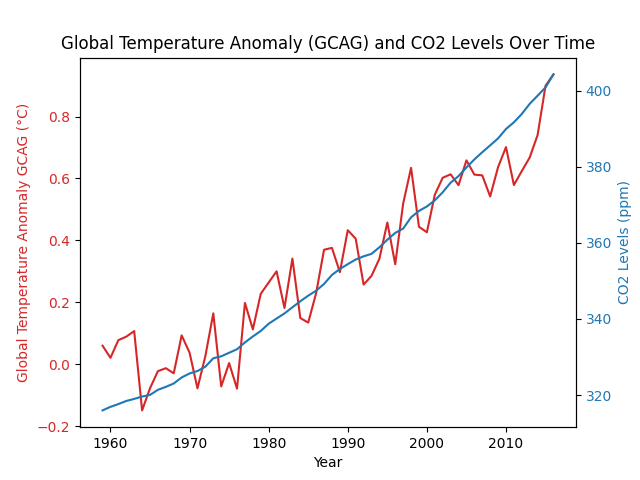 Global Temperature Anomaly (GCAG) and CO2 Levels Over Time
Global Temperature Anomaly GCAG (°C)
0.8
0.6
0.4
0.2
0.0
−0.2
400
380
360
340
320
CO2 Levels (ppm)
1960 1970 1980 1990 2000 2010
Year